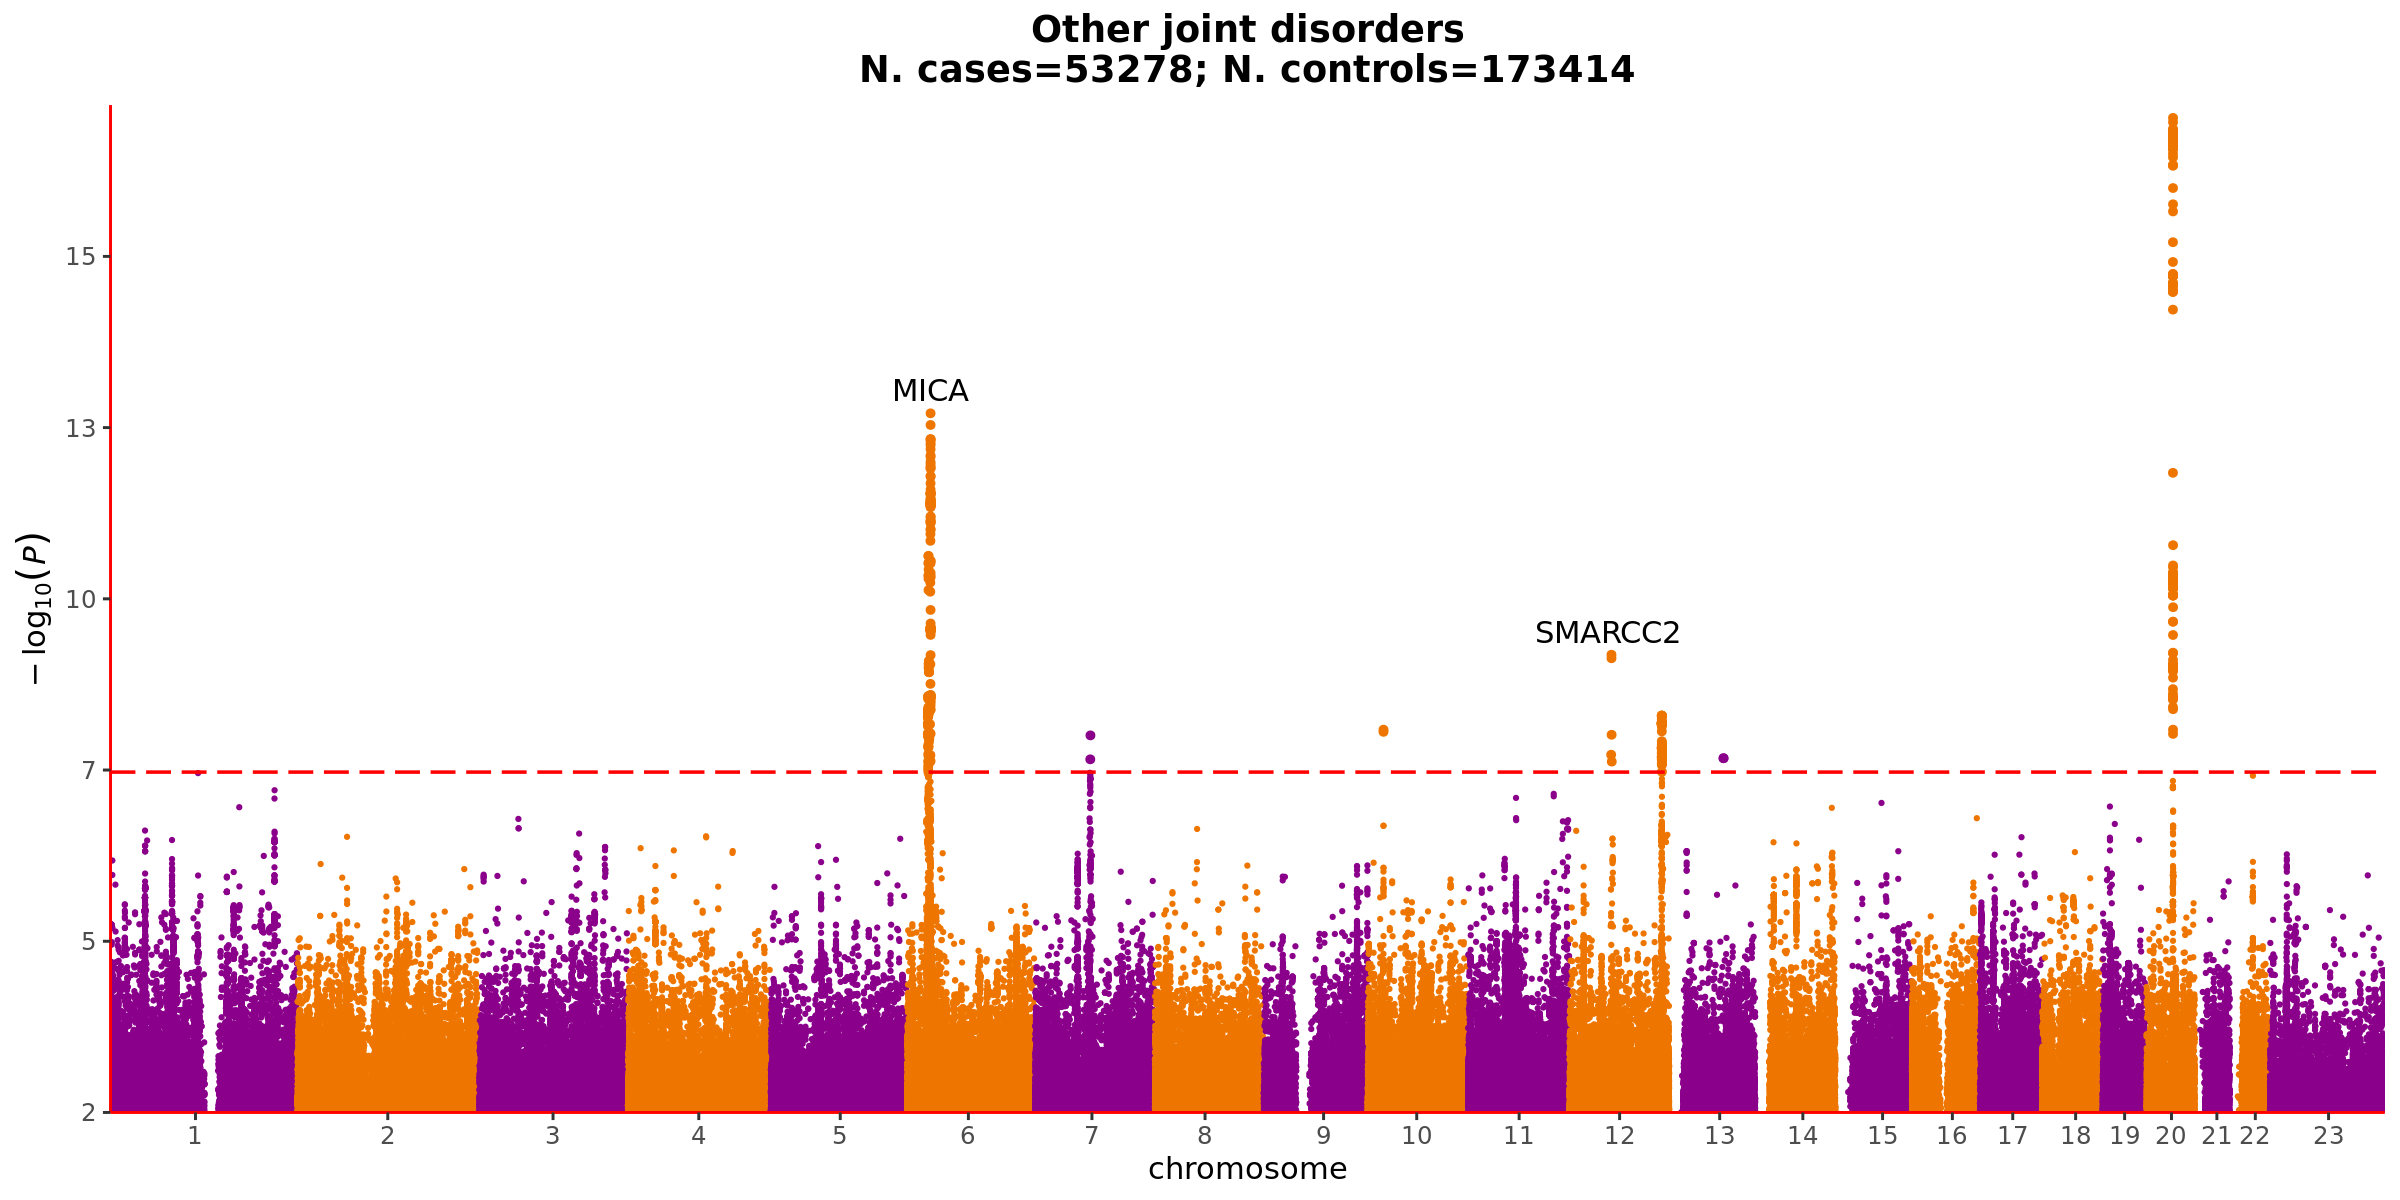 Other joint disorders
N. cases=53278; N. controls=173414
15
MICA
13
− log₁₀(P)
10
SMARCC2
7
5
2
1 2 3 4 5 6 7 8 9 10 11 12 13 14 15 16 17 18 19 20 21 22 23
chromosome